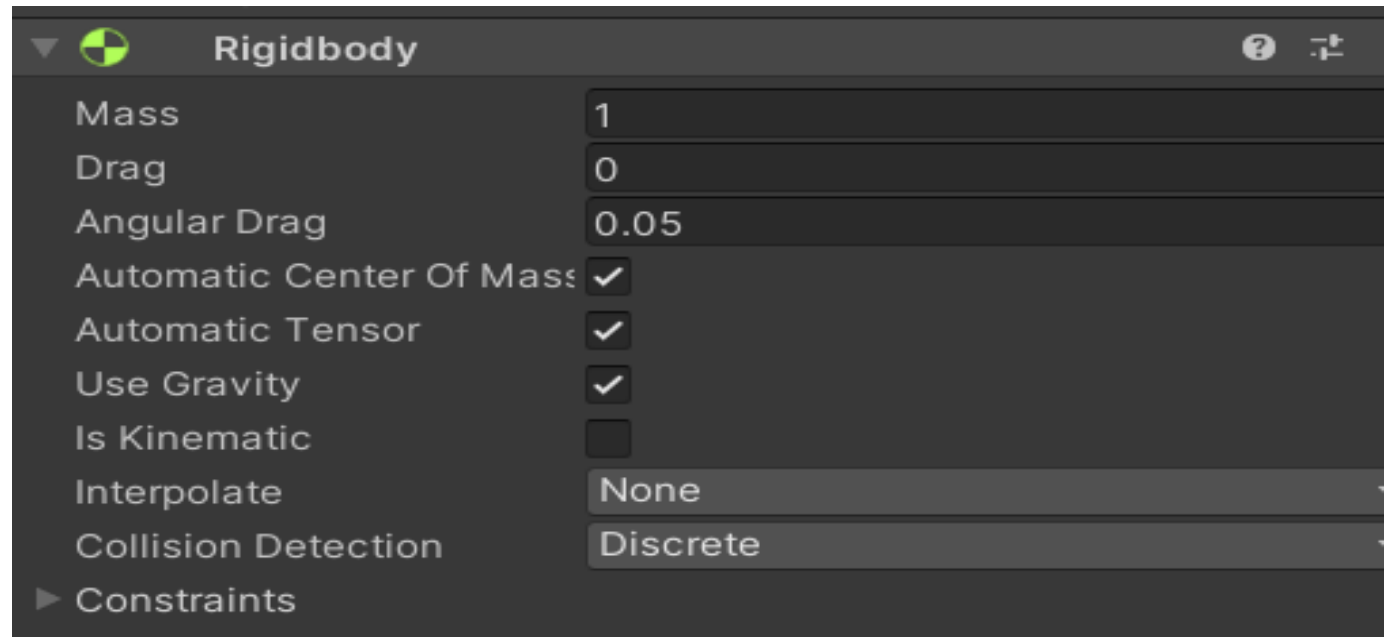 Rigidbody
Mass 1
Drag 0
Angular Drag 0.05
Automatic Center Of Mass
Automatic Tensor
Use Gravity
Is Kinematic
Interpolate None
Collision Detection Discrete
Constraints